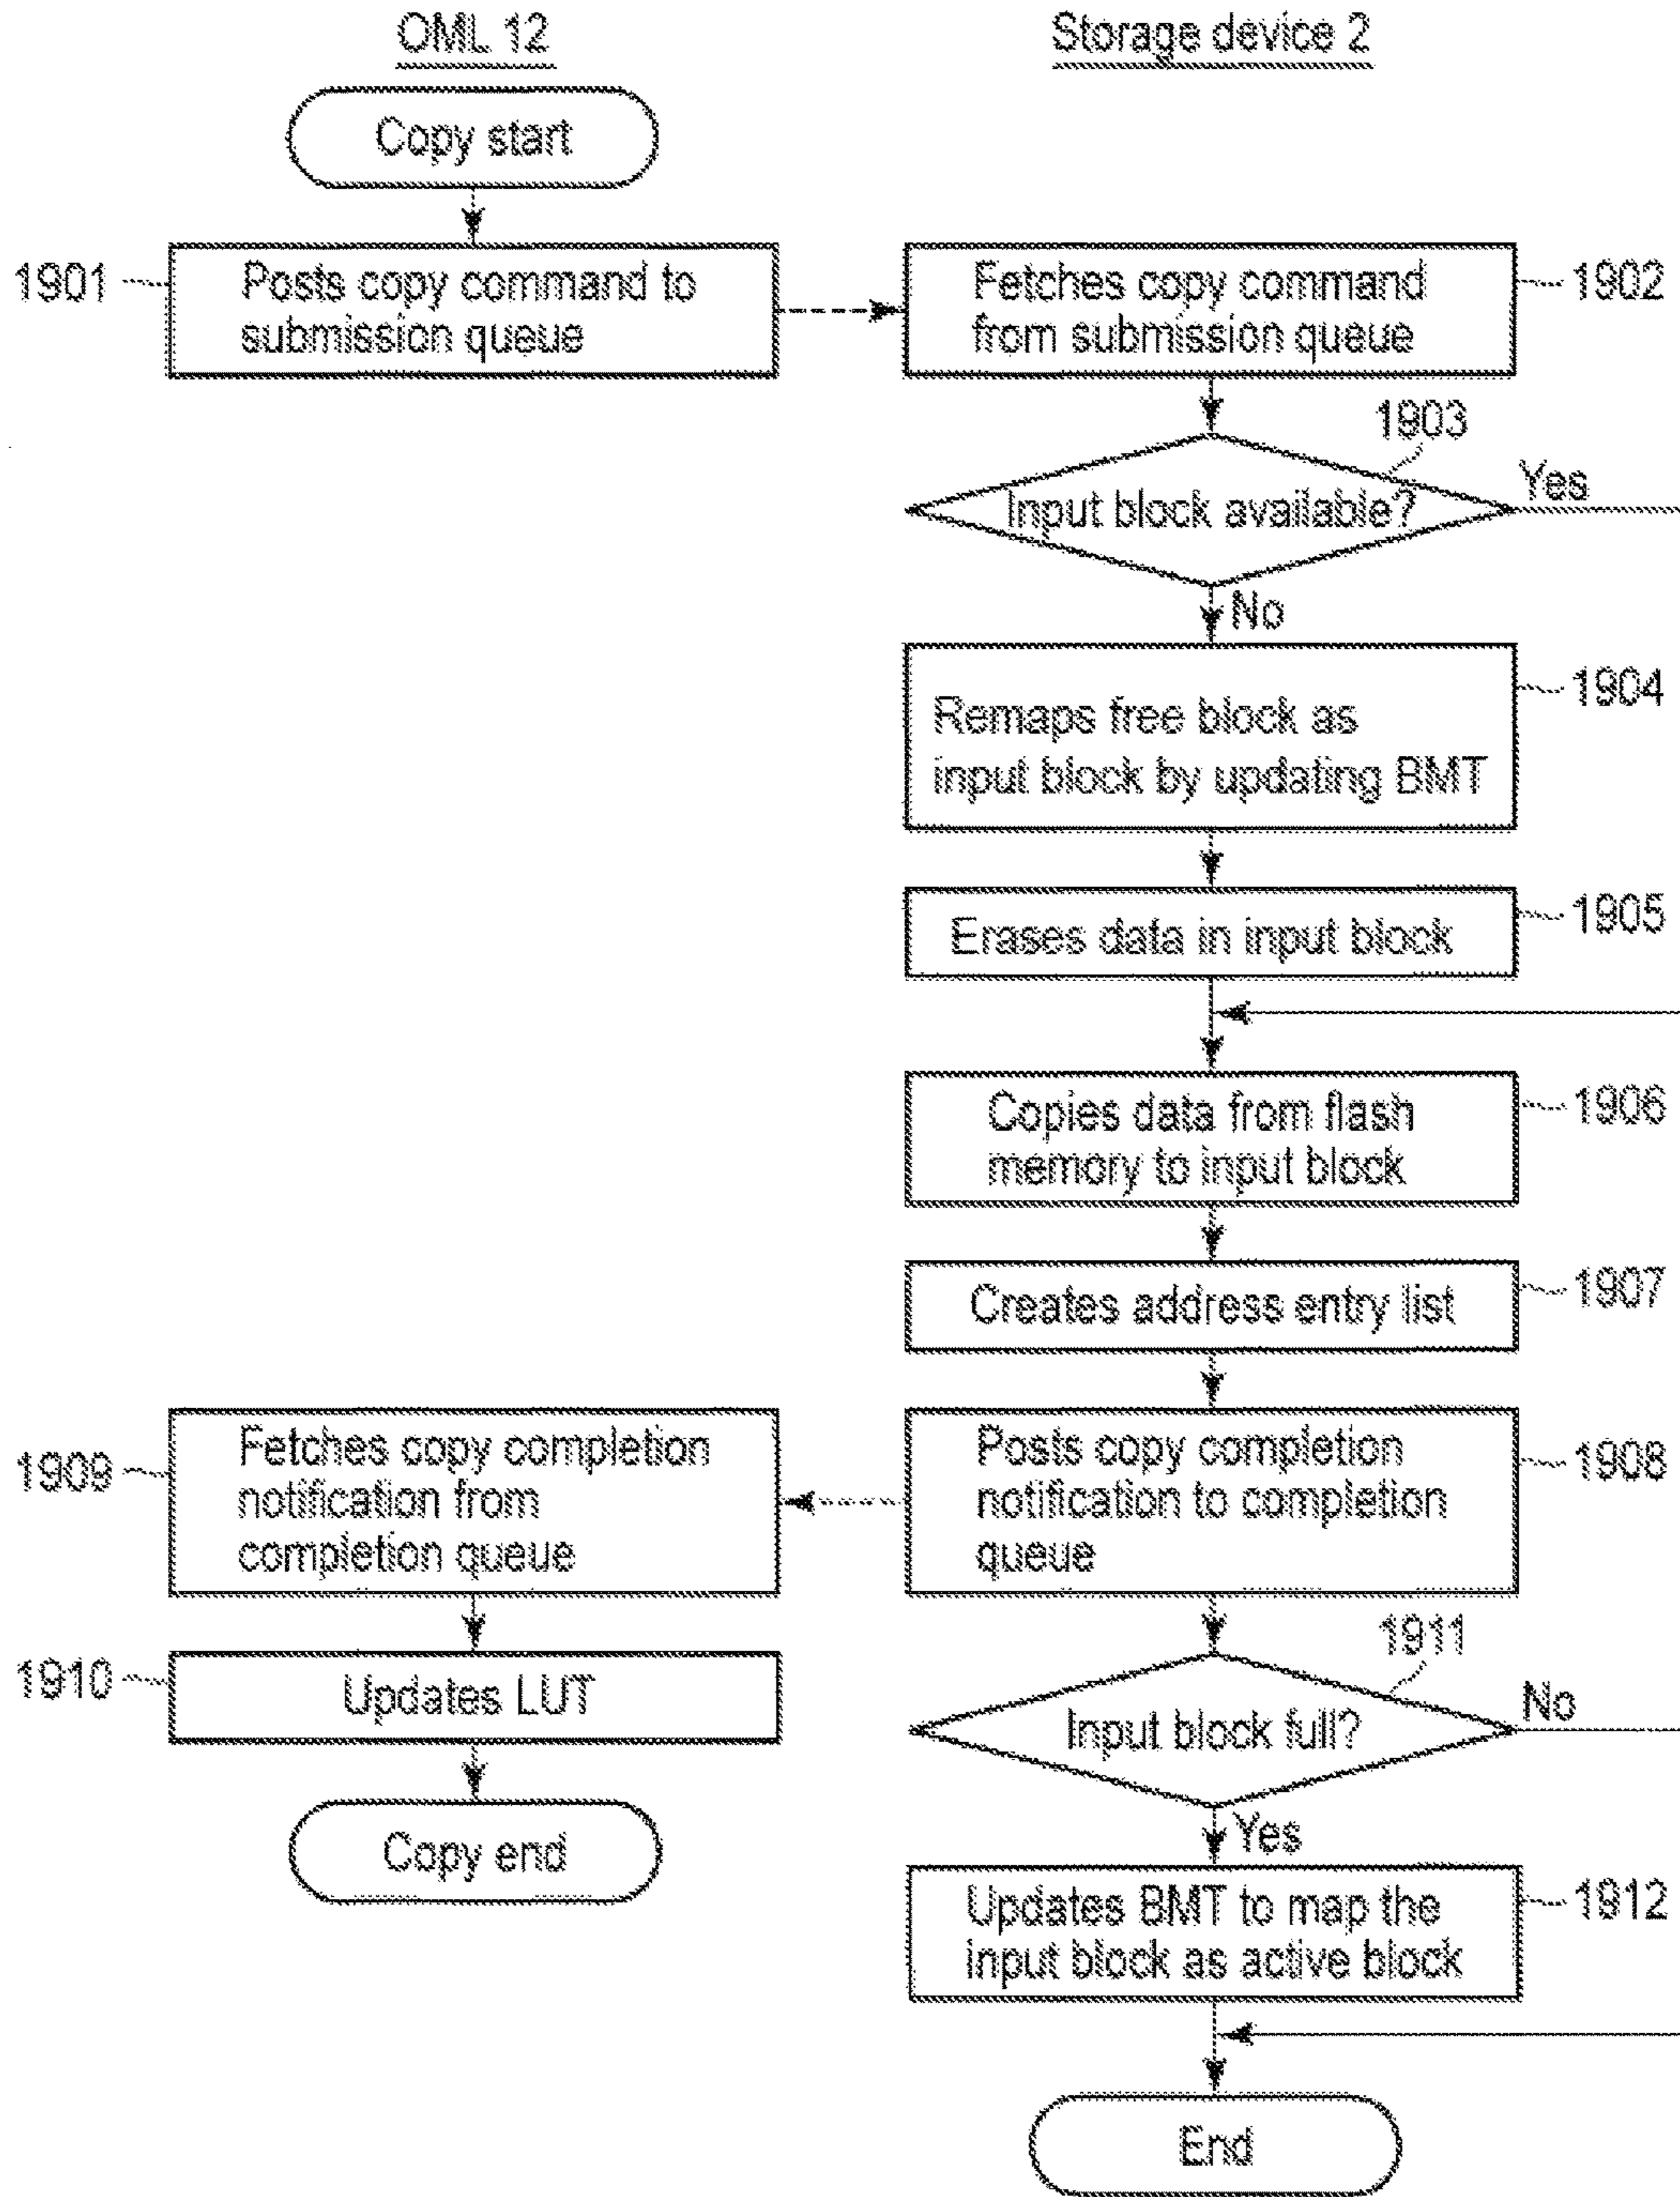 OML 12
Storage device 2
Copy start
1901
Posts copy command to
submission queue
Fetches copy command
from submission queue
1902
1903
Input block available?
Yes
No
Remaps free block as
input block by updating BMT
1904
Erases data in input block
1905
Copies data from flash
memory to input block
1906
Creates address entry list
1907
1909
Fetches copy completion
notification from
completion queue
Posts copy completion
notification to completion
queue
1908
1910
Updates LUT
1911
Input block full?
No
Yes
Copy end
Updates BMT to map the
input block as active block
1912
End